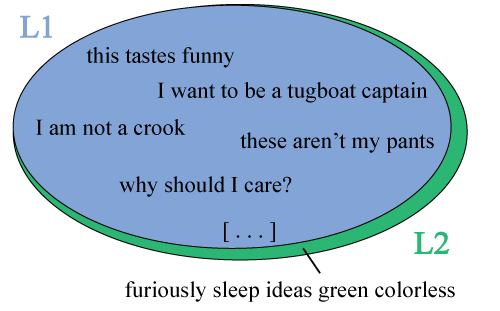 L1
this tastes funny
I want to be a tugboat captain
I am not a crook
these aren't my pants
why should I care?
[ . . . ]
L2
furiously sleep ideas green colorless